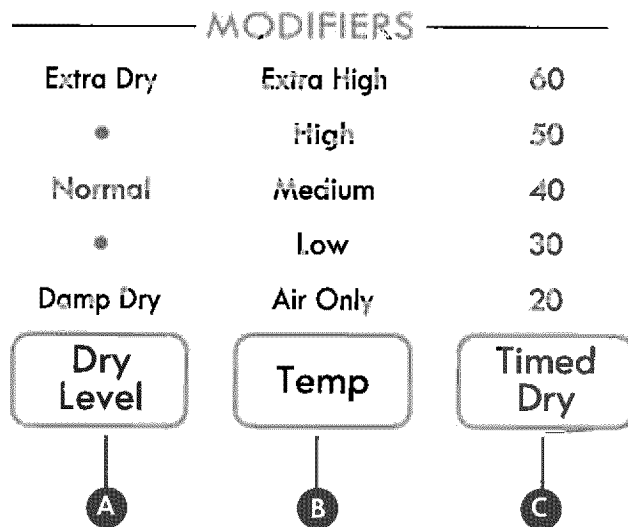 MODIFIERS
Extra Dry Extra High 60
• High 50
Normal Medium 40
• Low 30
Damp Dry Air Only 20
Dry Level Temp Timed Dry
A B C